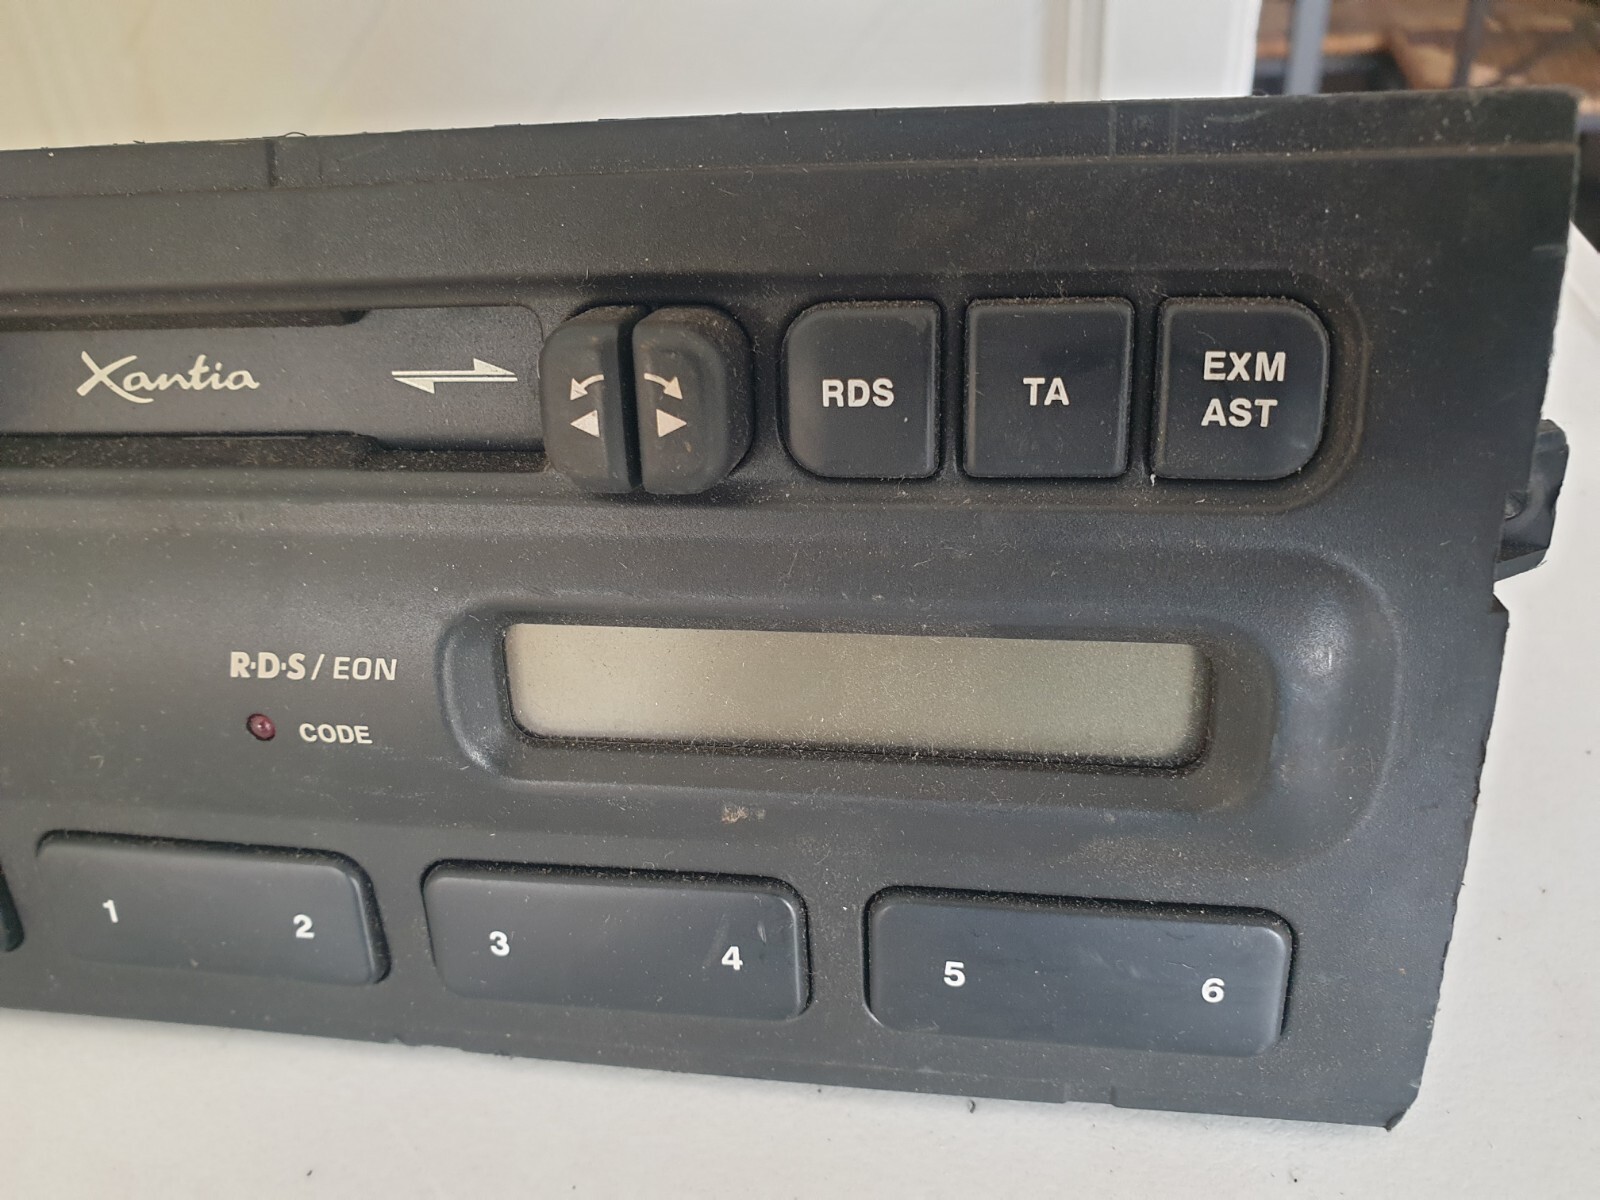 Xantia
RDS
TA
EXM
AST
R·D·S/EON
CODE
1 2
3 4
5 6